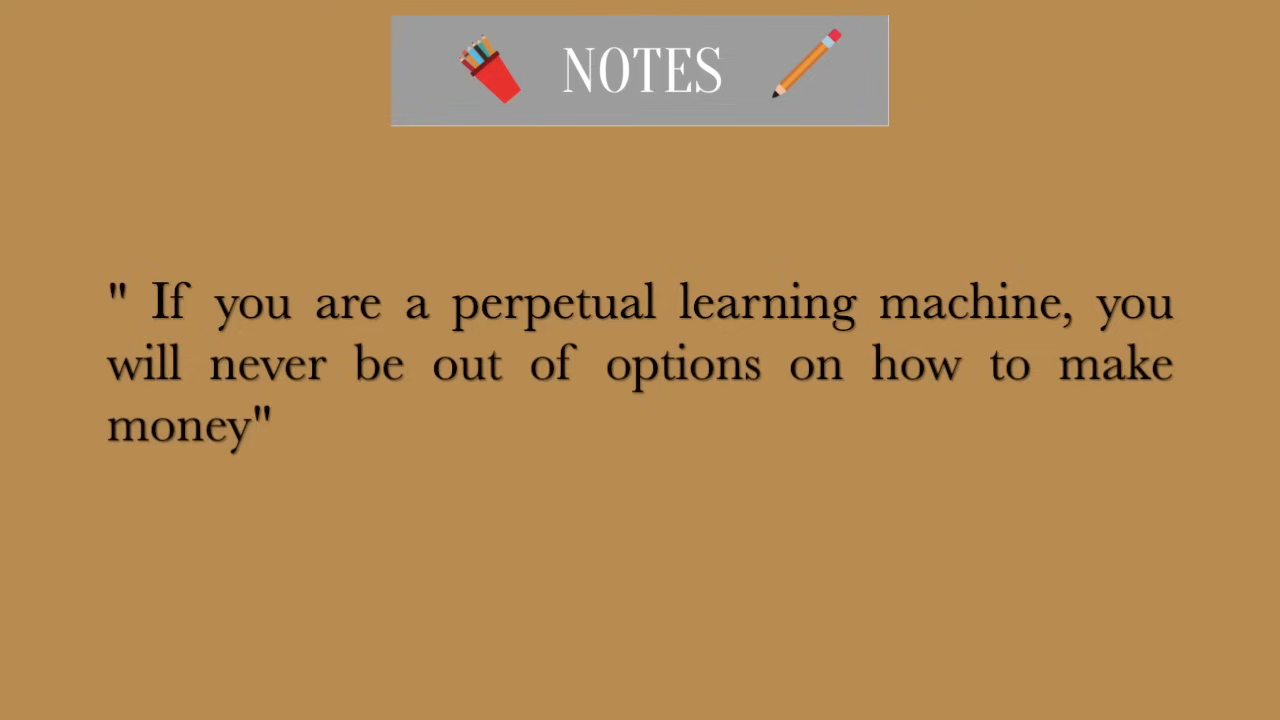 NOTES
" If you are a perpetual learning machine, you
will never be out of options on how to make
money"